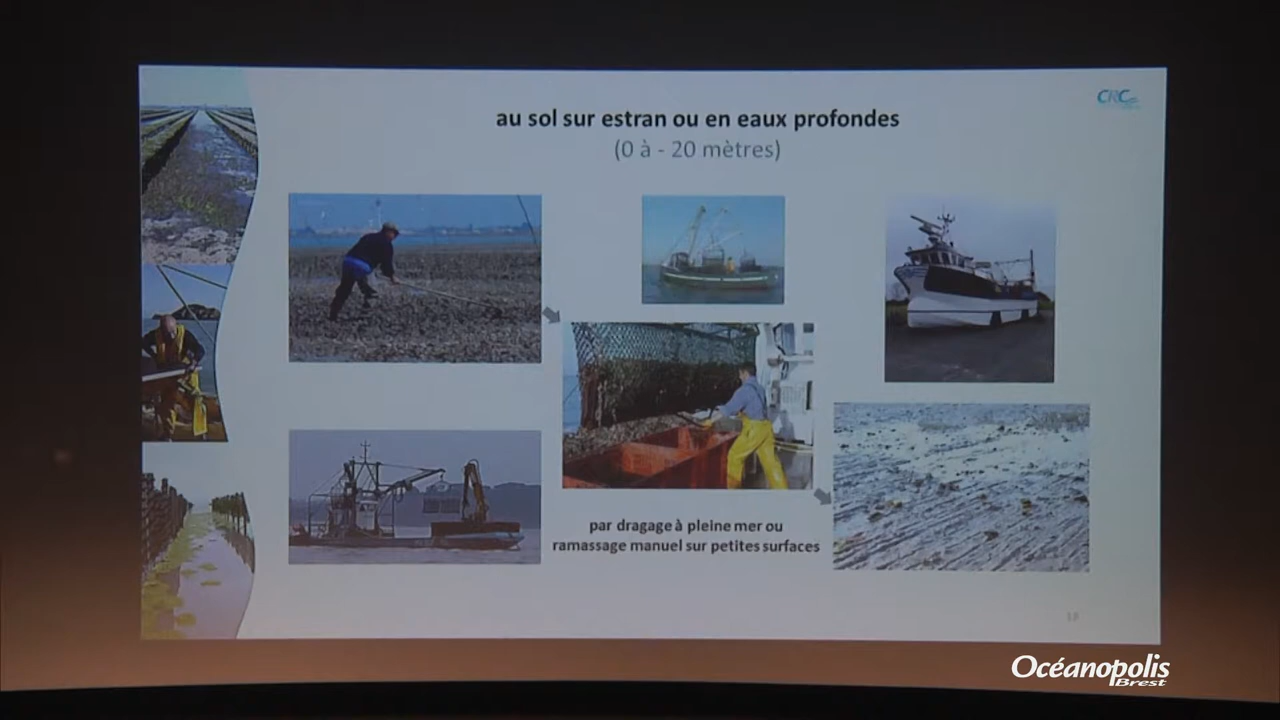 au sol sur estran ou en eaux profondes
CRC
(0 à - 20 mètres)
par dragage à pleine mer ou
ramassage manuel sur petites surfaces
Océanopolis
Brest